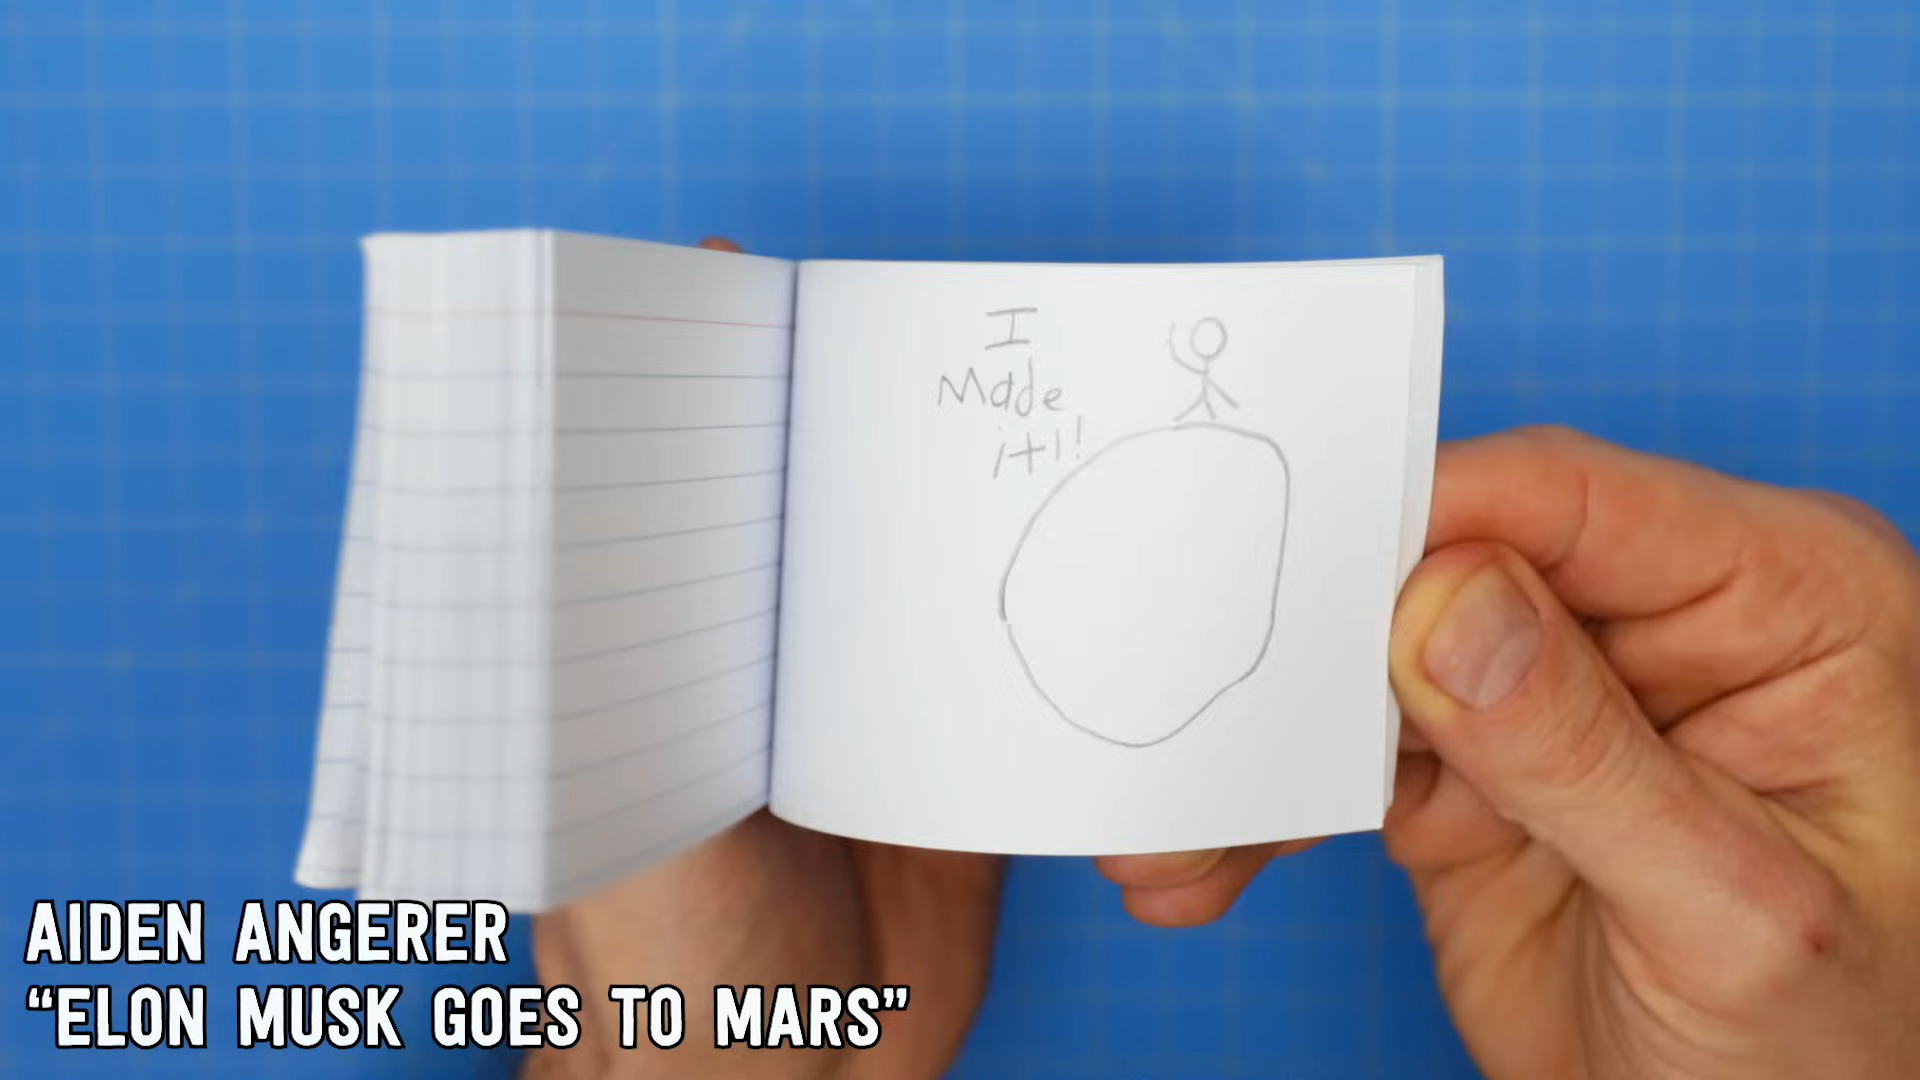 I
Made
it!!
AIDEN ANGERER
“ELON MUSK GOES TO MARS”